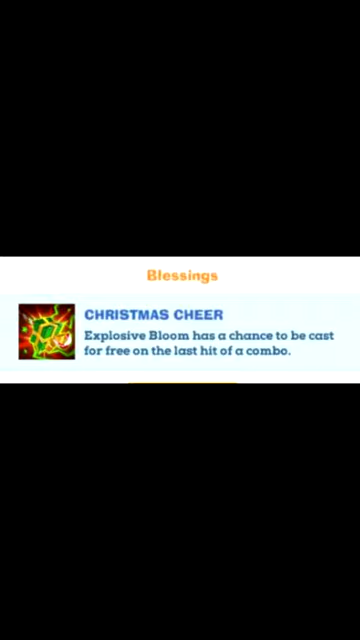 Blessings
CHRISTMAS CHEER
Explosive Bloom has a chance to be cast
for free on the last hit of a combo.